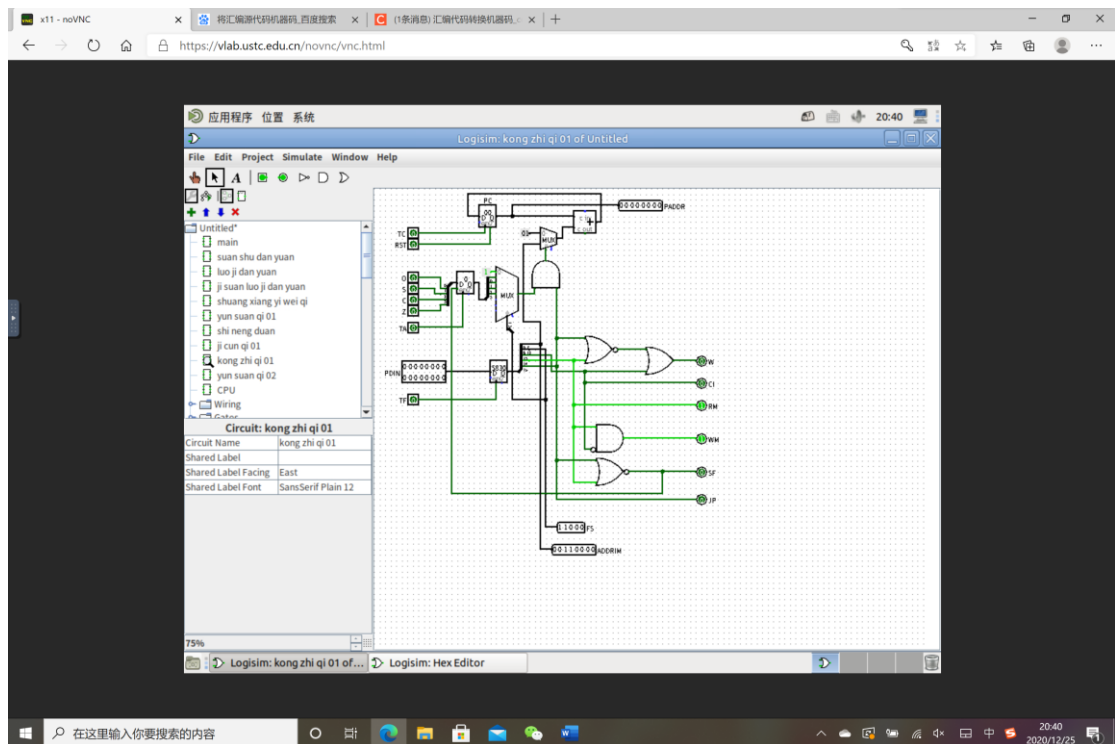 x11 - noVNC
将汇编源代码机器码_百度搜索
(1条消息) 汇编代码转换机器码_
https://vlab.ustc.edu.cn/novnc/vnc.html
应用程序 位置 系统
20:40
Logisim: kong zhi qi 01 of Untitled
File Edit Project Simulate Window Help
Untitled*
main
suan shu dan yuan
luo ji dan yuan
ji suan luo ji dan yuan
shuang xiang yi wei qi
yun suan qi 01
shi neng duan
ji cun qi 01
kong zhi qi 01
yun suan qi 02
CPU
Wiring
Gates
Circuit: kong zhi qi 01
Circuit Name kong zhi qi 01
Shared Label
Shared Label Facing East
Shared Label Font SansSerif Plain 12
75%
PC
00000000 PADDR
TC
RST
01
MUX
O
S
C
Z
MUX
TA
PDIN
00000000
00000000
TF
W
CI
RM
WM
SF
JP
11000 FS
00110000 ADDRIM
Logisim: kong zhi qi 01 of...
Logisim: Hex Editor
在这里输入你要搜索的内容
中
20:40
2020/12/25